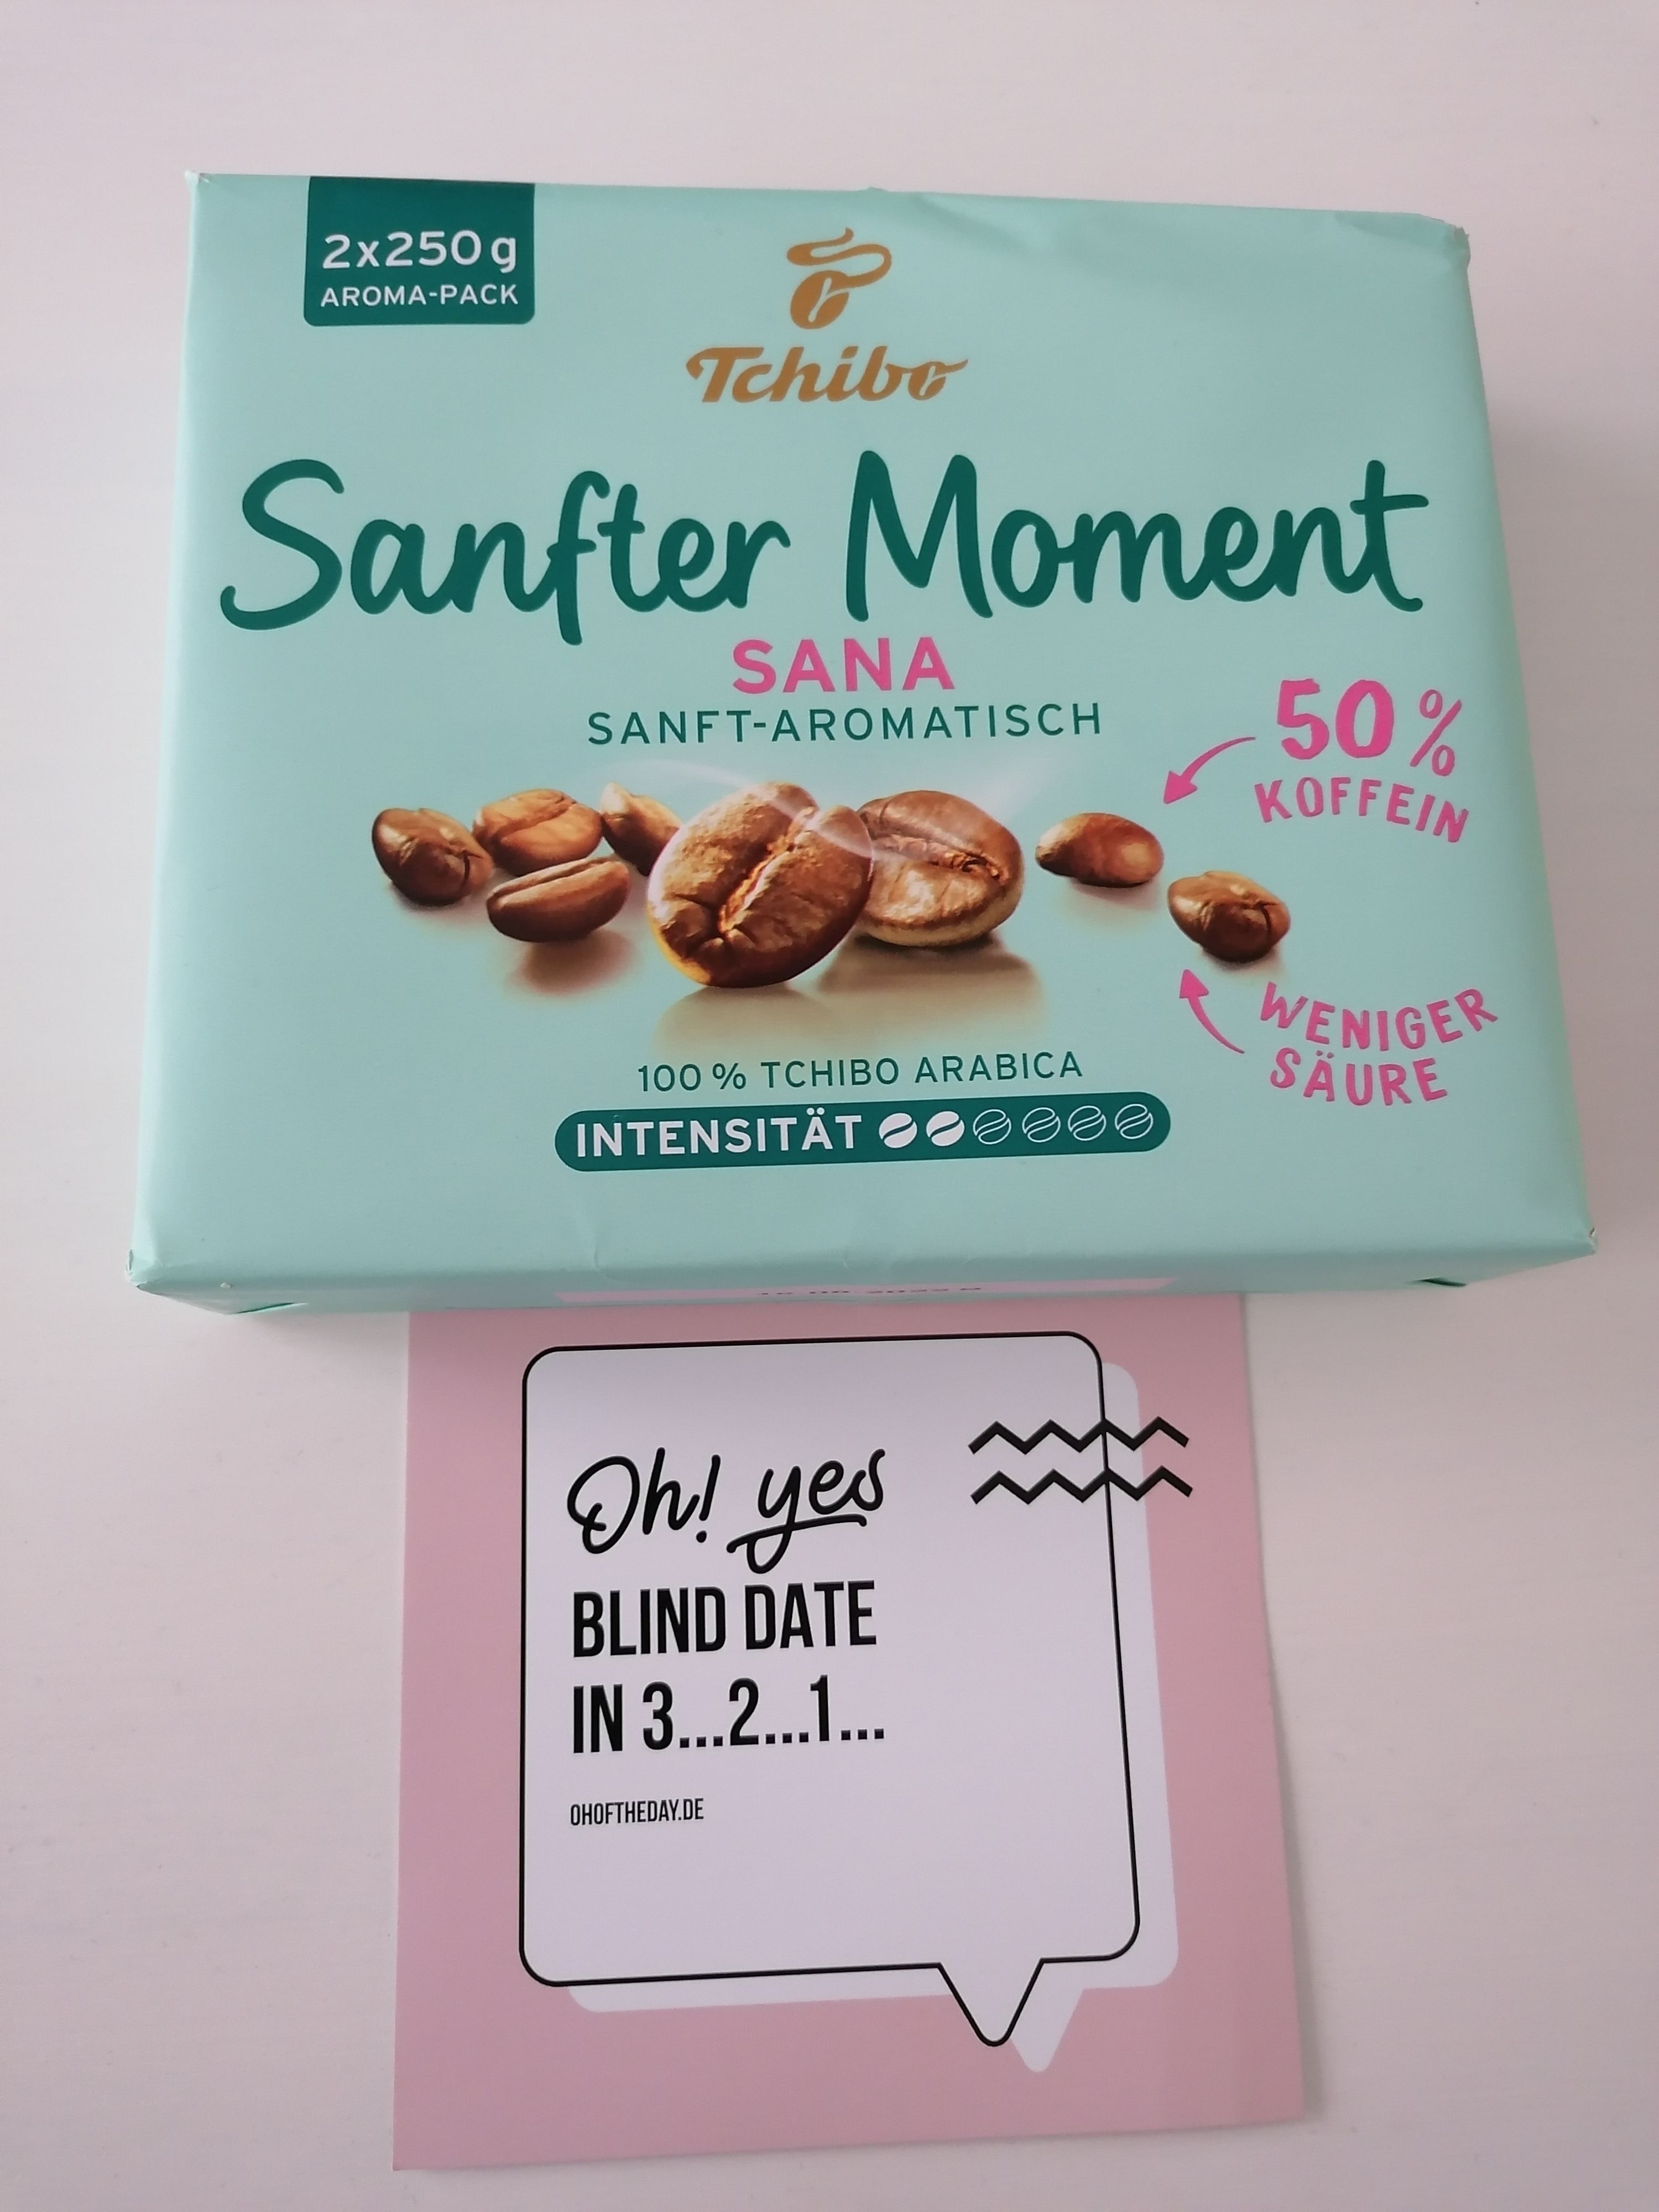 2x250 g
AROMA-PACK
Tchibo
Sanfter Moment
SANA
SANFT-AROMATISCH
50 %
KOFFEIN
WENIGER
SÄURE
100 % TCHIBO ARABICA
INTENSITÄT
Oh! yes
BLIND DATE
IN 3...2...1...
OHOFTHEDAY.DE